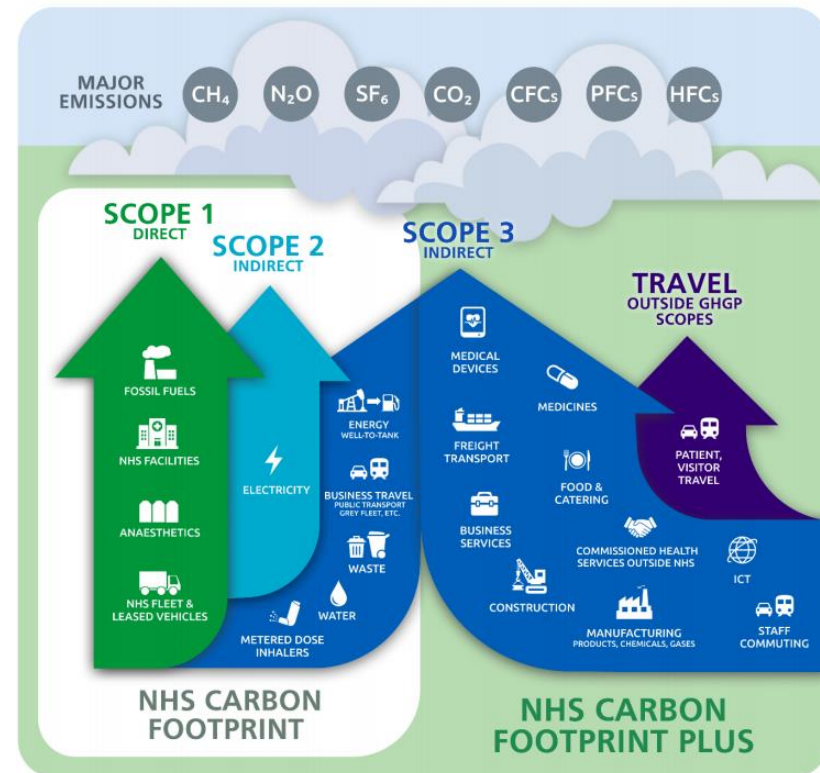 MAJOR
EMISSIONS
CH₄
N₂O
SF₆
CO₂
CFCs
PFCs
HFCs
SCOPE 1
DIRECT
SCOPE 2
INDIRECT
SCOPE 3
INDIRECT
TRAVEL
OUTSIDE GHGP
SCOPES
FOSSIL FUELS
NHS FACILITIES
ANAESTHETICS
NHS FLEET &
LEASED VEHICLES
ELECTRICITY
ENERGY
WELL-TO-TANK
BUSINESS TRAVEL
PUBLIC TRANSPORT
GREY FLEET, ETC.
WASTE
WATER
METERED DOSE
INHALERS
MEDICAL
DEVICES
MEDICINES
FREIGHT
TRANSPORT
FOOD &
CATERING
BUSINESS
SERVICES
COMMISSIONED HEALTH
SERVICES OUTSIDE NHS
CONSTRUCTION
MANUFACTURING
PRODUCTS, CHEMICALS, GASES
ICT
STAFF
COMMUTING
PATIENT,
VISITOR
TRAVEL
NHS CARBON
FOOTPRINT
NHS CARBON
FOOTPRINT PLUS